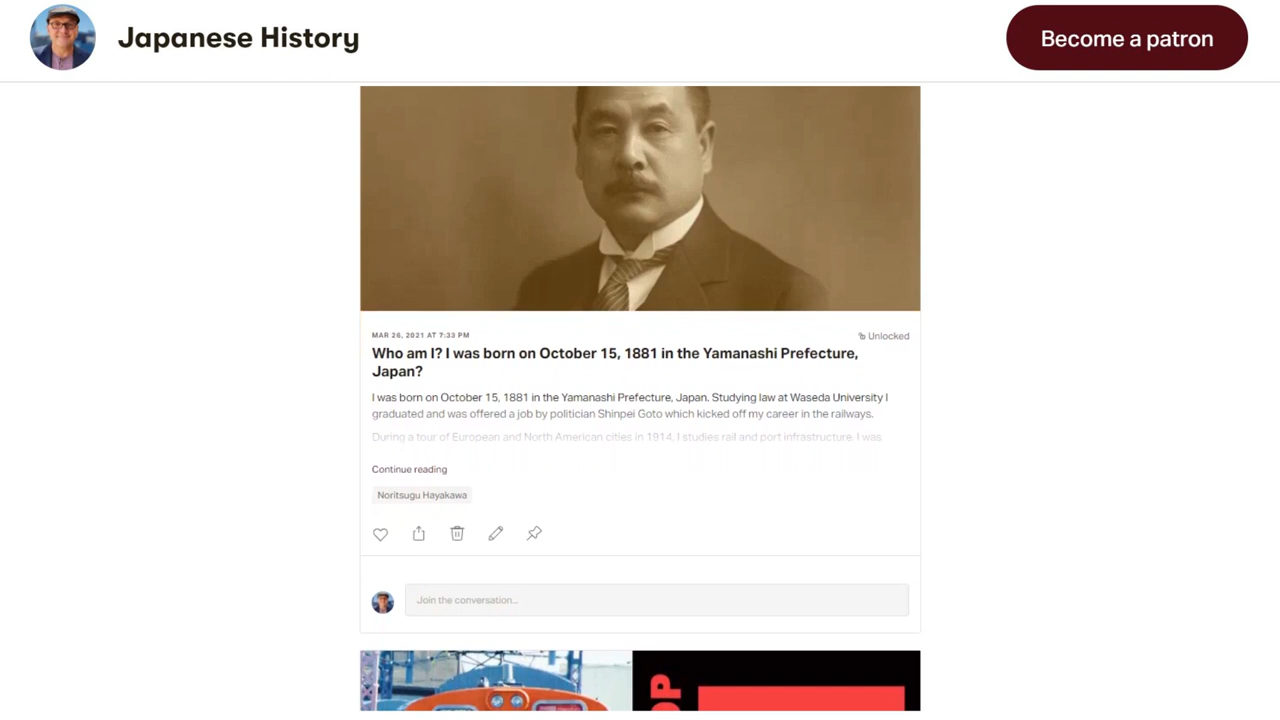 Japanese History
Become a patron
MAR 26, 2021 AT 7:33 PM
Unlocked
Who am I? I was born on October 15, 1881 in the Yamanashi Prefecture,
Japan?
I was born on October 15, 1881 in the Yamanashi Prefecture, Japan. Studying law at Waseda University I
graduated and was offered a job by politician Shinpei Goto which kicked off my career in the railways.
During a tour of European and North American cities in 1914, I studies rail and port infrastructure. I was
Continue reading
Noritsugu Hayakawa
Join the conversation...
OP